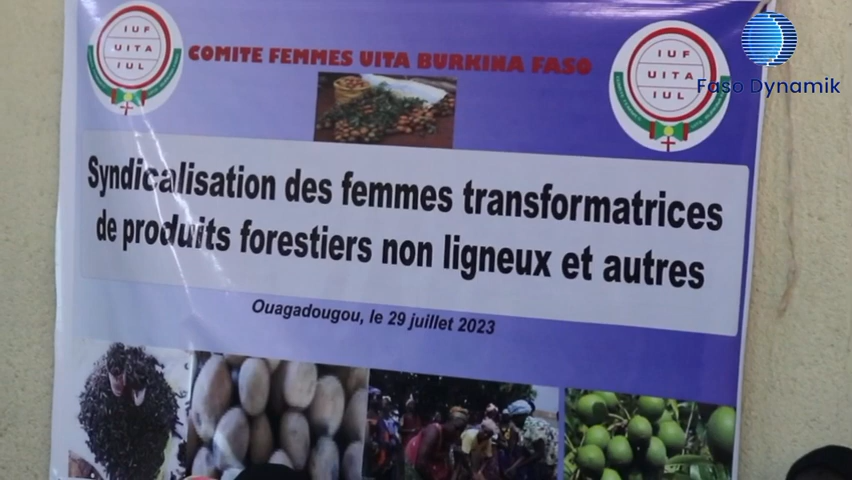 IUF
UITA
IUL
COMITE FEMMES UITA BURKINA FASO
IUF
UITA
IUL
Faso Dynamik
Syndicalisation des femmes transformatrices
de produits forestiers non ligneux et autres
Ouagadougou, le 29 juillet 2023